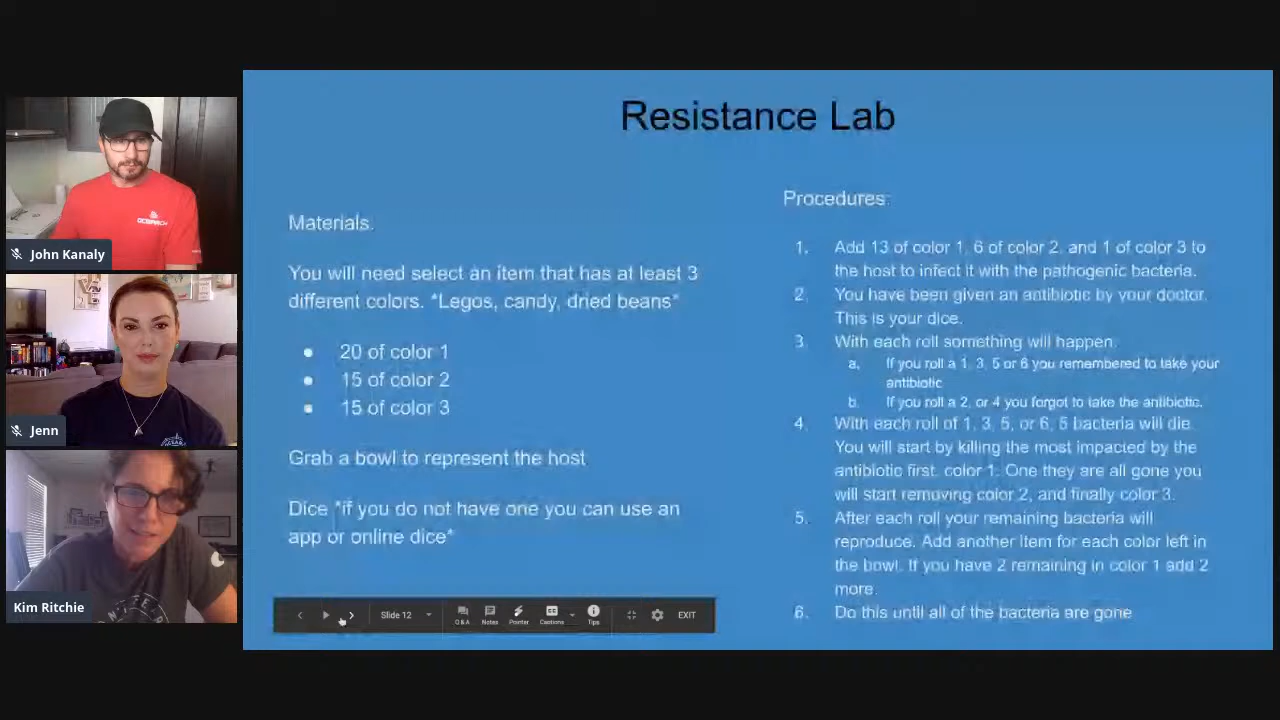 Resistance Lab
Materials.
You will need select an item that has at least 3
different colors. *Legos, candy, dried beans*
20 of color 1
15 of color 2
15 of color 3
Grab a bowl to represent the host
Dice *if you do not have one you can use an
app or online dice*
Procedures:
1. Add 13 of color 1, 6 of color 2, and 1 of color 3 to
the host to infect it with the pathogenic bacteria.
2. You have been given an antibiotic by your doctor.
This is your dice.
3. With each roll something will happen.
a. If you roll a 1, 3, 5 or 6 you remembered to take your
antibiotic
b. If you roll a 2, or 4 you forgot to take the antibiotic.
4. With each roll of 1, 3, 5, or 6, 5 bacteria will die.
You will start by killing the most impacted by the
antibiotic first, color 1. One they are all gone you
will start removing color 2, and finally color 3.
5. After each roll your remaining bacteria will
reproduce. Add another item for each color left in
the bowl. If you have 2 remaining in color 1 add 2
more.
6. Do this until all of the bacteria are gone
John Kanaly
Jenn
Kim Ritchie
Slide 12
Q&A
Notes
Pointer
Captions
Tips
EXIT